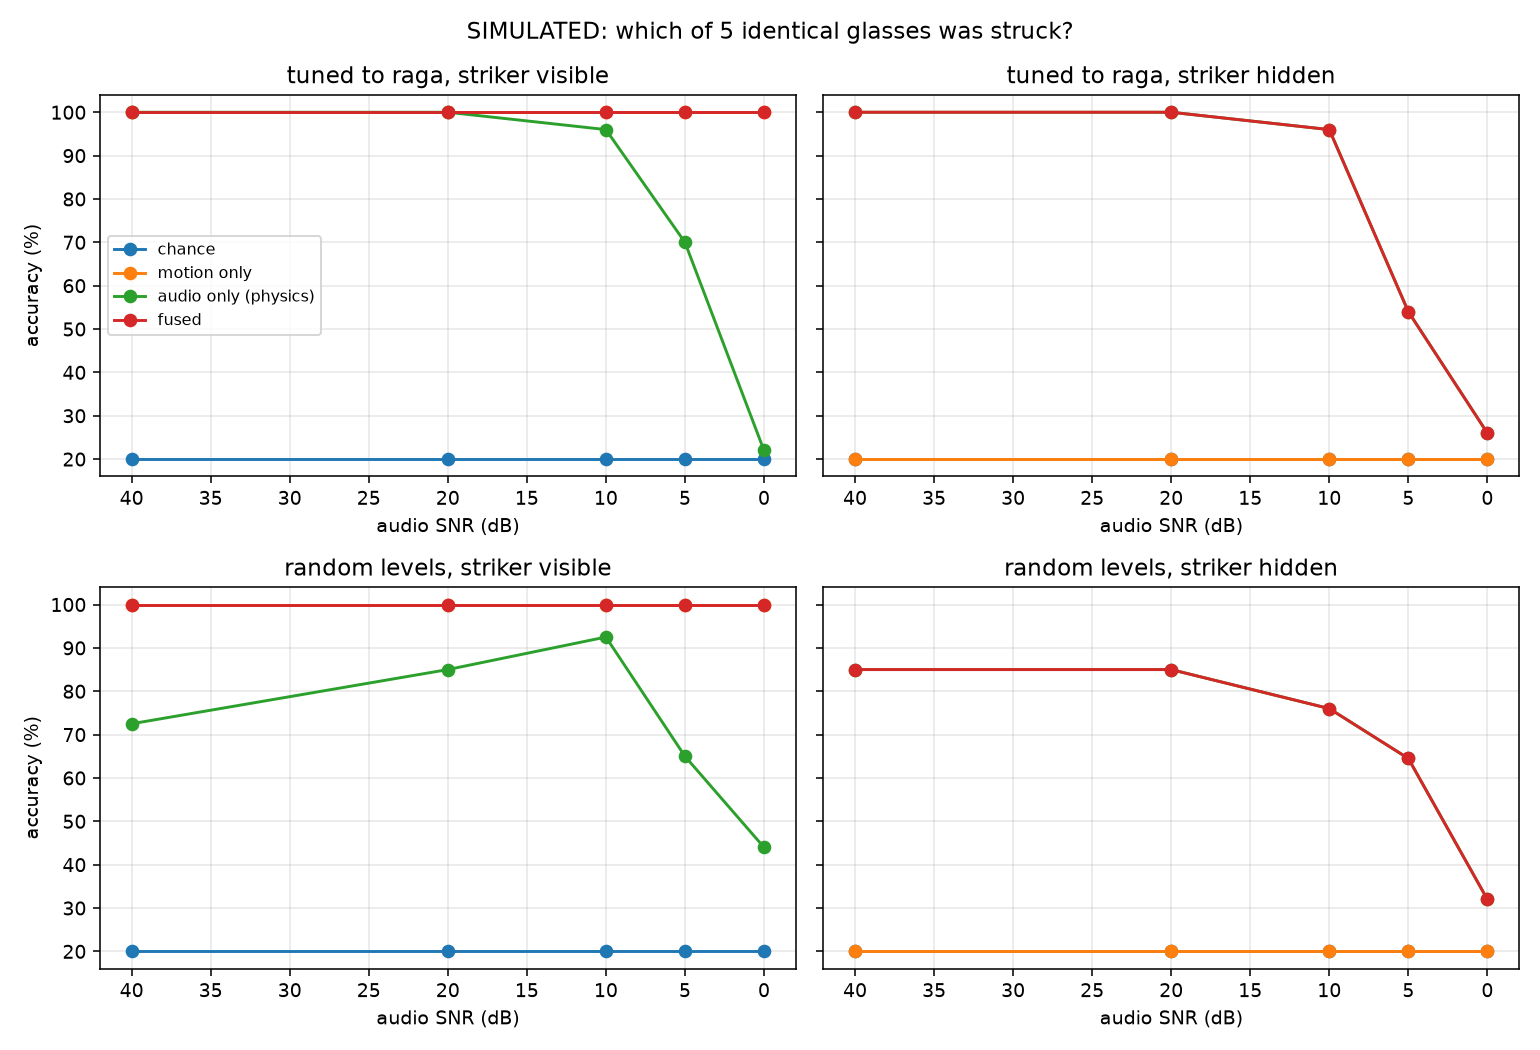 SIMULATED: which of 5 identical glasses was struck?
tuned to raga, striker visible
100
90
80
70
60
50
40
30
20
accuracy (%)
chance
motion only
audio only (physics)
fused
40 35 30 25 20 15 10 5 0
audio SNR (dB)
tuned to raga, striker hidden
40 35 30 25 20 15 10 5 0
audio SNR (dB)
random levels, striker visible
100
90
80
70
60
50
40
30
20
accuracy (%)
40 35 30 25 20 15 10 5 0
audio SNR (dB)
random levels, striker hidden
40 35 30 25 20 15 10 5 0
audio SNR (dB)